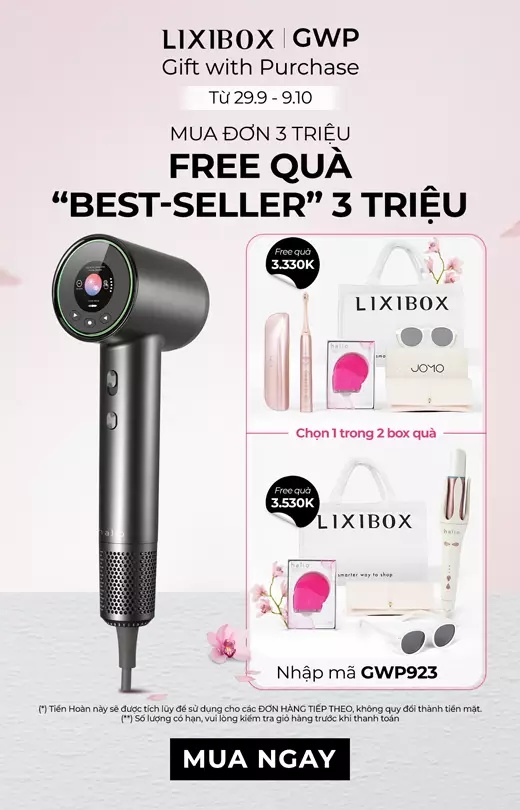 LIXIBOX | GWP
Gift with Purchase
Từ 29.9 - 9.10
MUA ĐƠN 3 TRIỆU
FREE QUÀ
“BEST-SELLER” 3 TRIỆU
Free quà
3.330K
LIXIBOX
JOMO
halio
Chọn 1 trong 2 box quà
Free quà
3.530K
LIXIBOX
smarter way to shop
halio
halio
halio
Nhập mã GWP923
(*) Tiền Hoàn này sẽ được tích lũy để sử dụng cho các ĐƠN HÀNG TIẾP THEO, không quy đổi thành tiền mặt.
(**) Số lượng có hạn, vui lòng kiểm tra giỏ hàng trước khi thanh toán
MUA NGAY